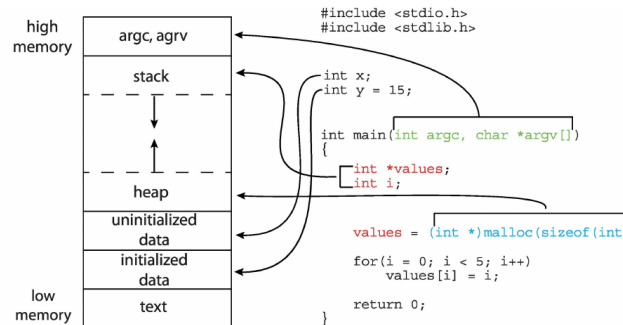 high
memory
argc, agrv
stack
heap
uninitialized
data
initialized
data
low
memory
text
#include <stdio.h>
#include <stdlib.h>
int x;
int y = 15;
int main(int argc, char *argv[])
{
int *values;
int i;
values = (int *)malloc(sizeof(int
for(i = 0; i < 5; i++)
values[i] = i;
return 0;
}